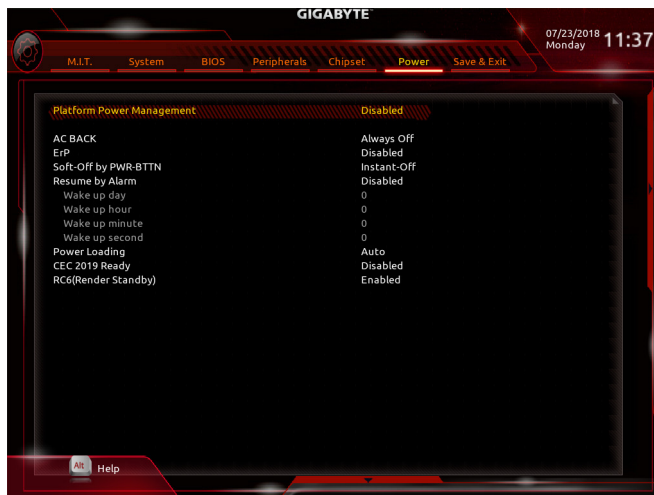 GIGABYTE™
07/23/2018 11:37
Monday
M.I.T. System BIOS Peripherals Chipset Power Save & Exit
Platform Power Management Disabled
AC BACK Always Off
ErP Disabled
Soft-Off by PWR-BTTN Instant-Off
Resume by Alarm Disabled
Wake up day 0
Wake up hour 0
Wake up minute 0
Wake up second 0
Power Loading Auto
CEC 2019 Ready Disabled
RC6(Render Standby) Enabled
Alt Help